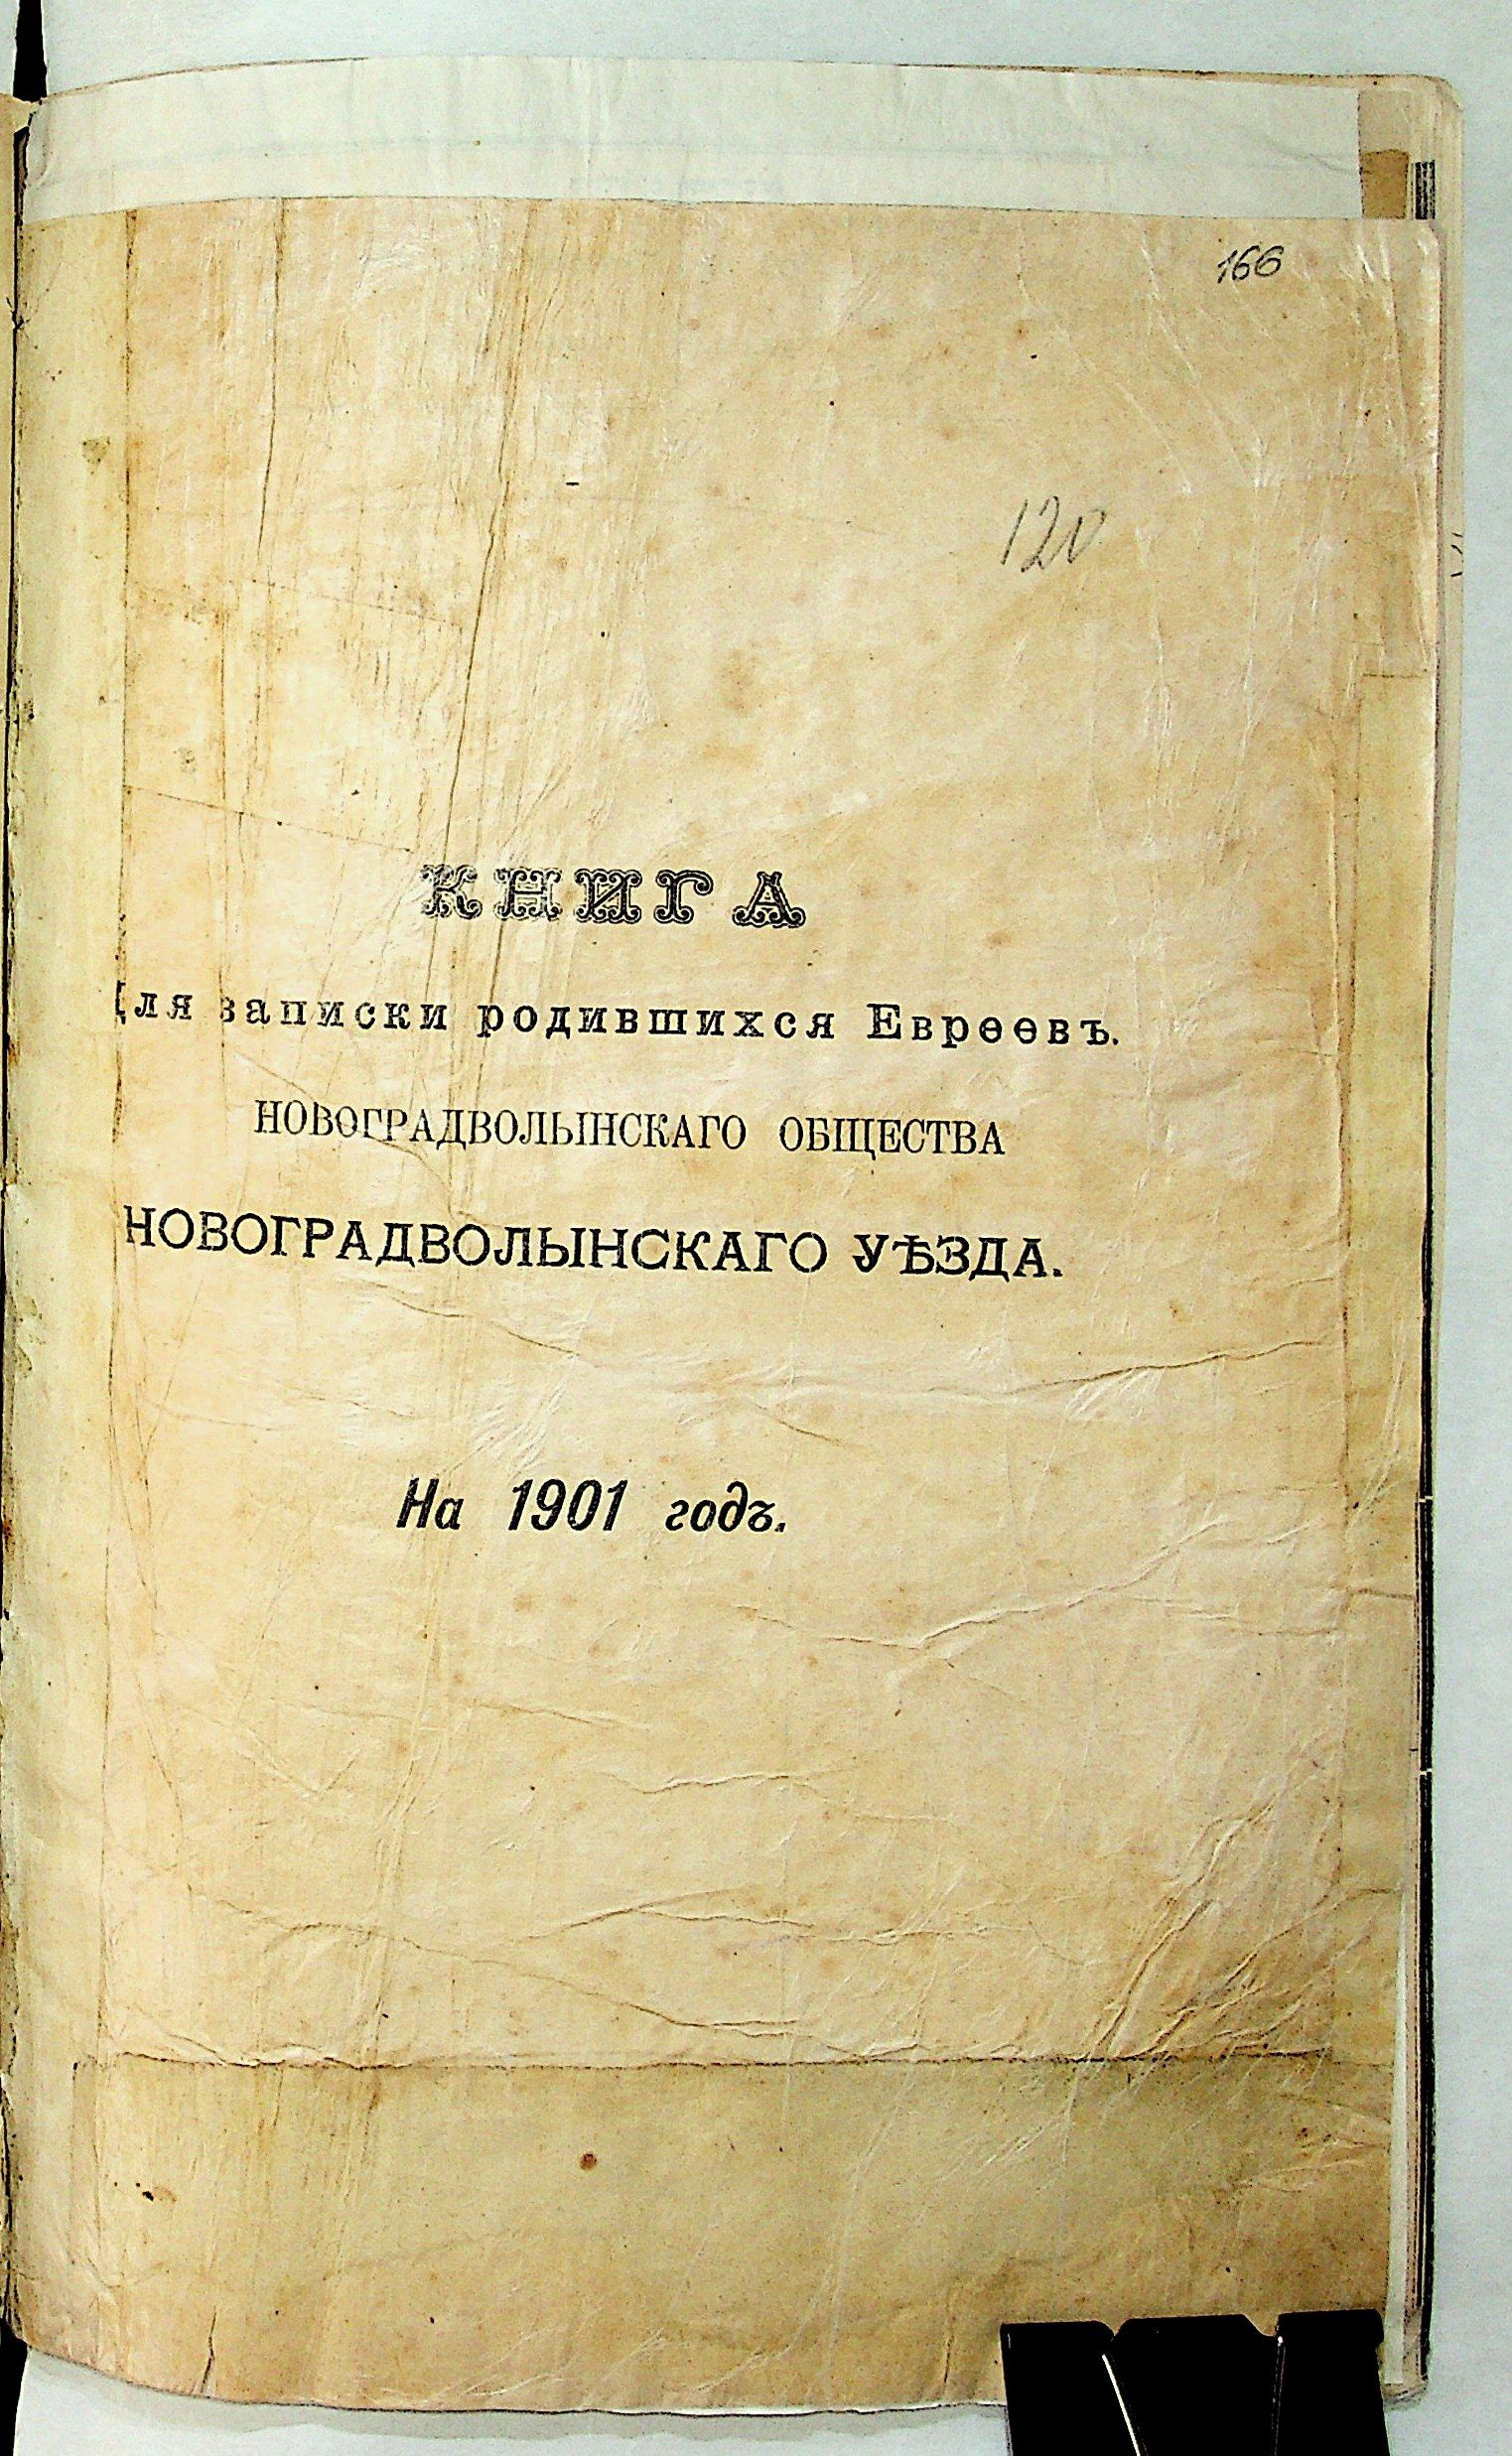 166
120
КНИГА
Для записки родившихся Евреевъ.
НОВОГРАДВОЛЫНСКАГО ОБЩЕСТВА
НОВОГРАДВОЛЫНСКАГО УѢЗДА.
На 1901 годъ.